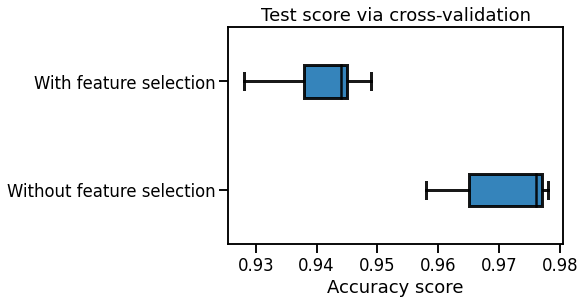 Test score via cross-validation
With feature selection
Without feature selection
0.93 0.94 0.95 0.96 0.97 0.98
Accuracy score